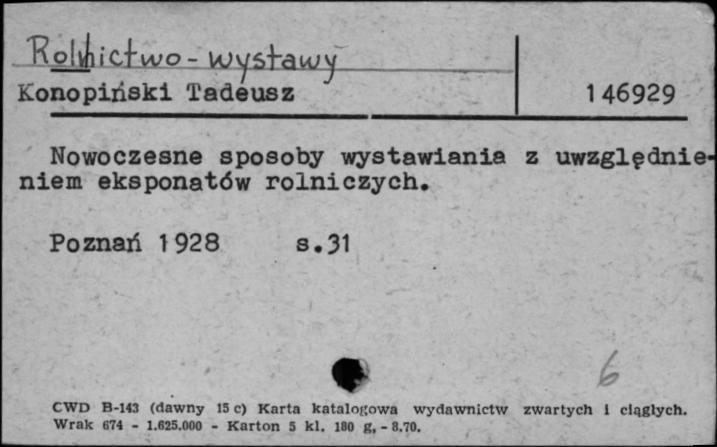 Rolnictwo - wystawy
Konopiński Tadeusz 146929
Nowoczesne sposoby wystawiania z uwzględnie-
niem eksponatów rolniczych.
Poznań 1928 s.31
6
CWD B-143 (dawny 15 c) Karta katalogowa wydawnictw zwartych i ciągłych.
Wrak 674 - 1.625.000 - Karton 5 kl. 180 g, - 8.70.